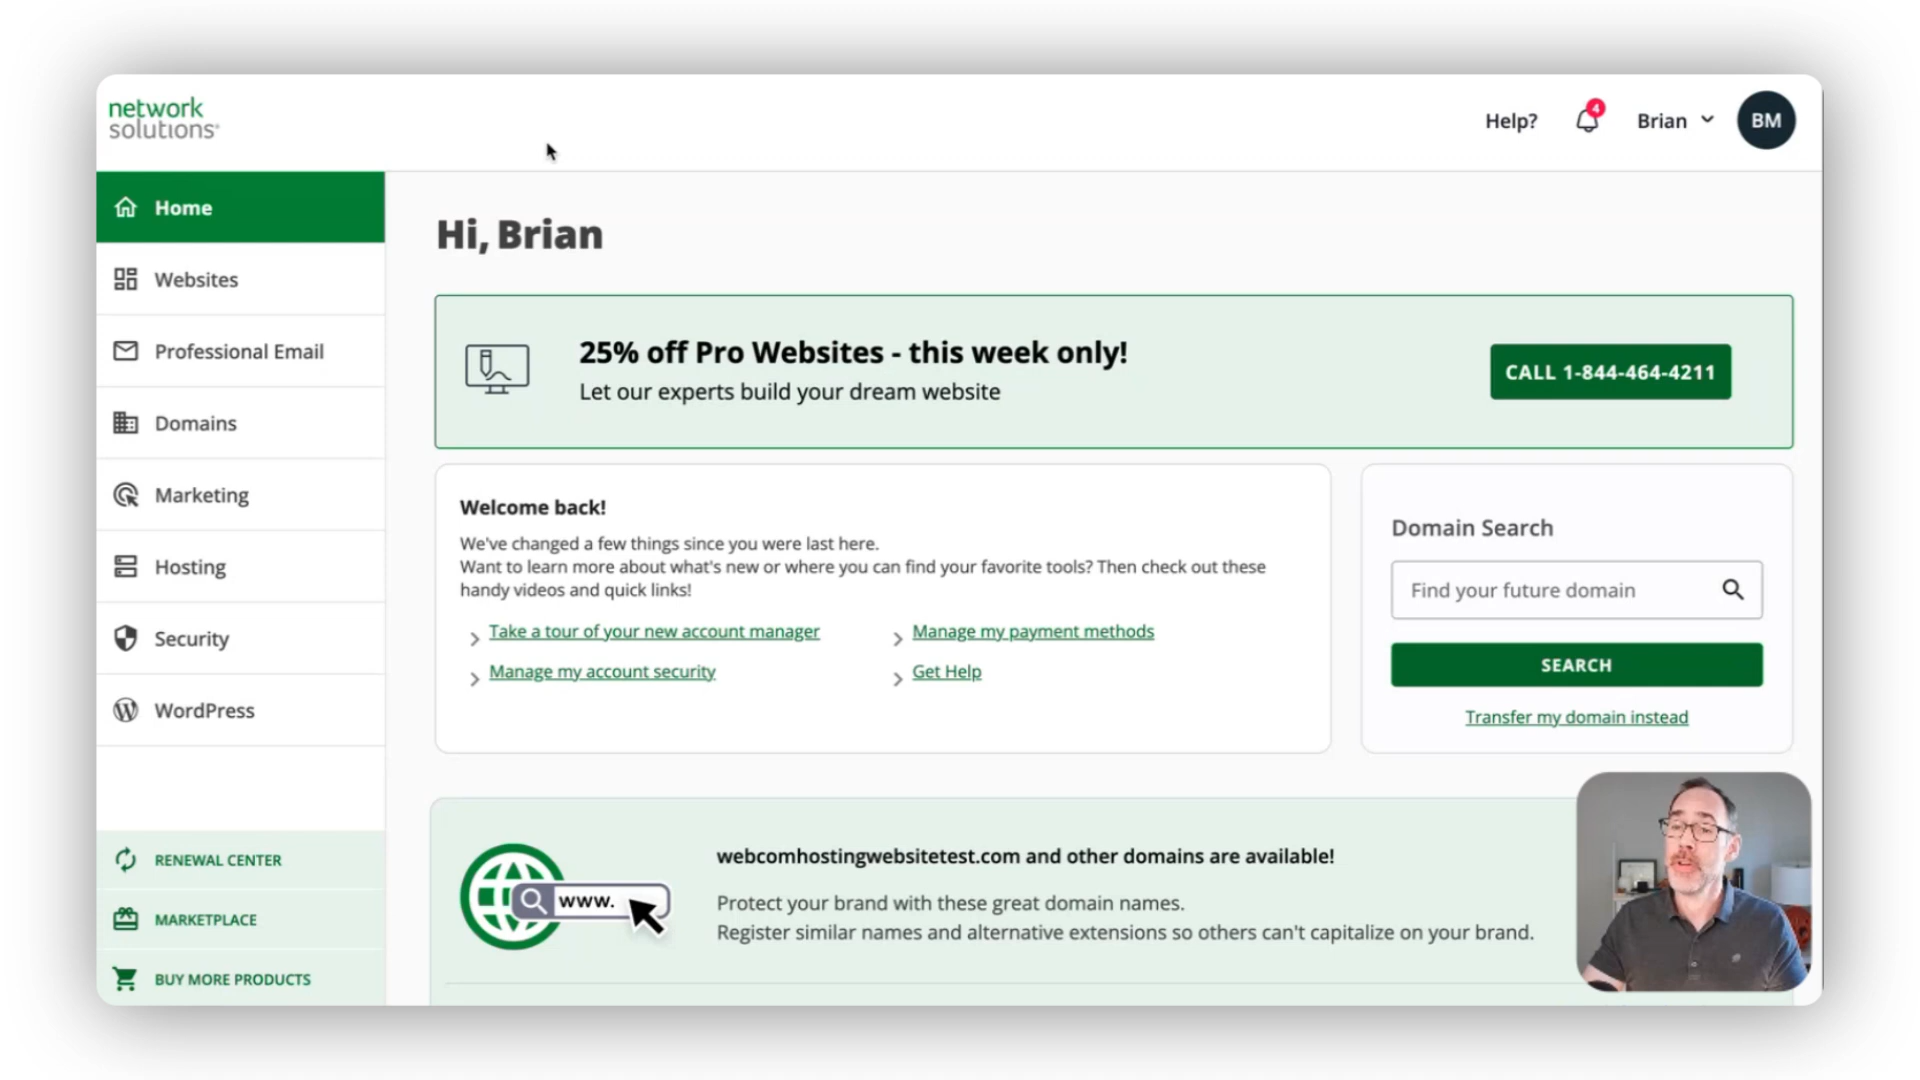 network
solutions
Help?
4
Brian
BM
Home
Websites
Professional Email
Domains
Marketing
Hosting
Security
WordPress
RENEWAL CENTER
MARKETPLACE
BUY MORE PRODUCTS
Hi, Brian
25% off Pro Websites - this week only!
Let our experts build your dream website
CALL 1-844-464-4211
Welcome back!
We've changed a few things since you were last here.
Want to learn more about what's new or where you can find your favorite tools? Then check out these
handy videos and quick links!
Take a tour of your new account manager
Manage my payment methods
Manage my account security
Get Help
Domain Search
Find your future domain
SEARCH
Transfer my domain instead
www.
webcomhostingwebsitetest.com and other domains are available!
Protect your brand with these great domain names.
Register similar names and alternative extensions so others can't capitalize on your brand.